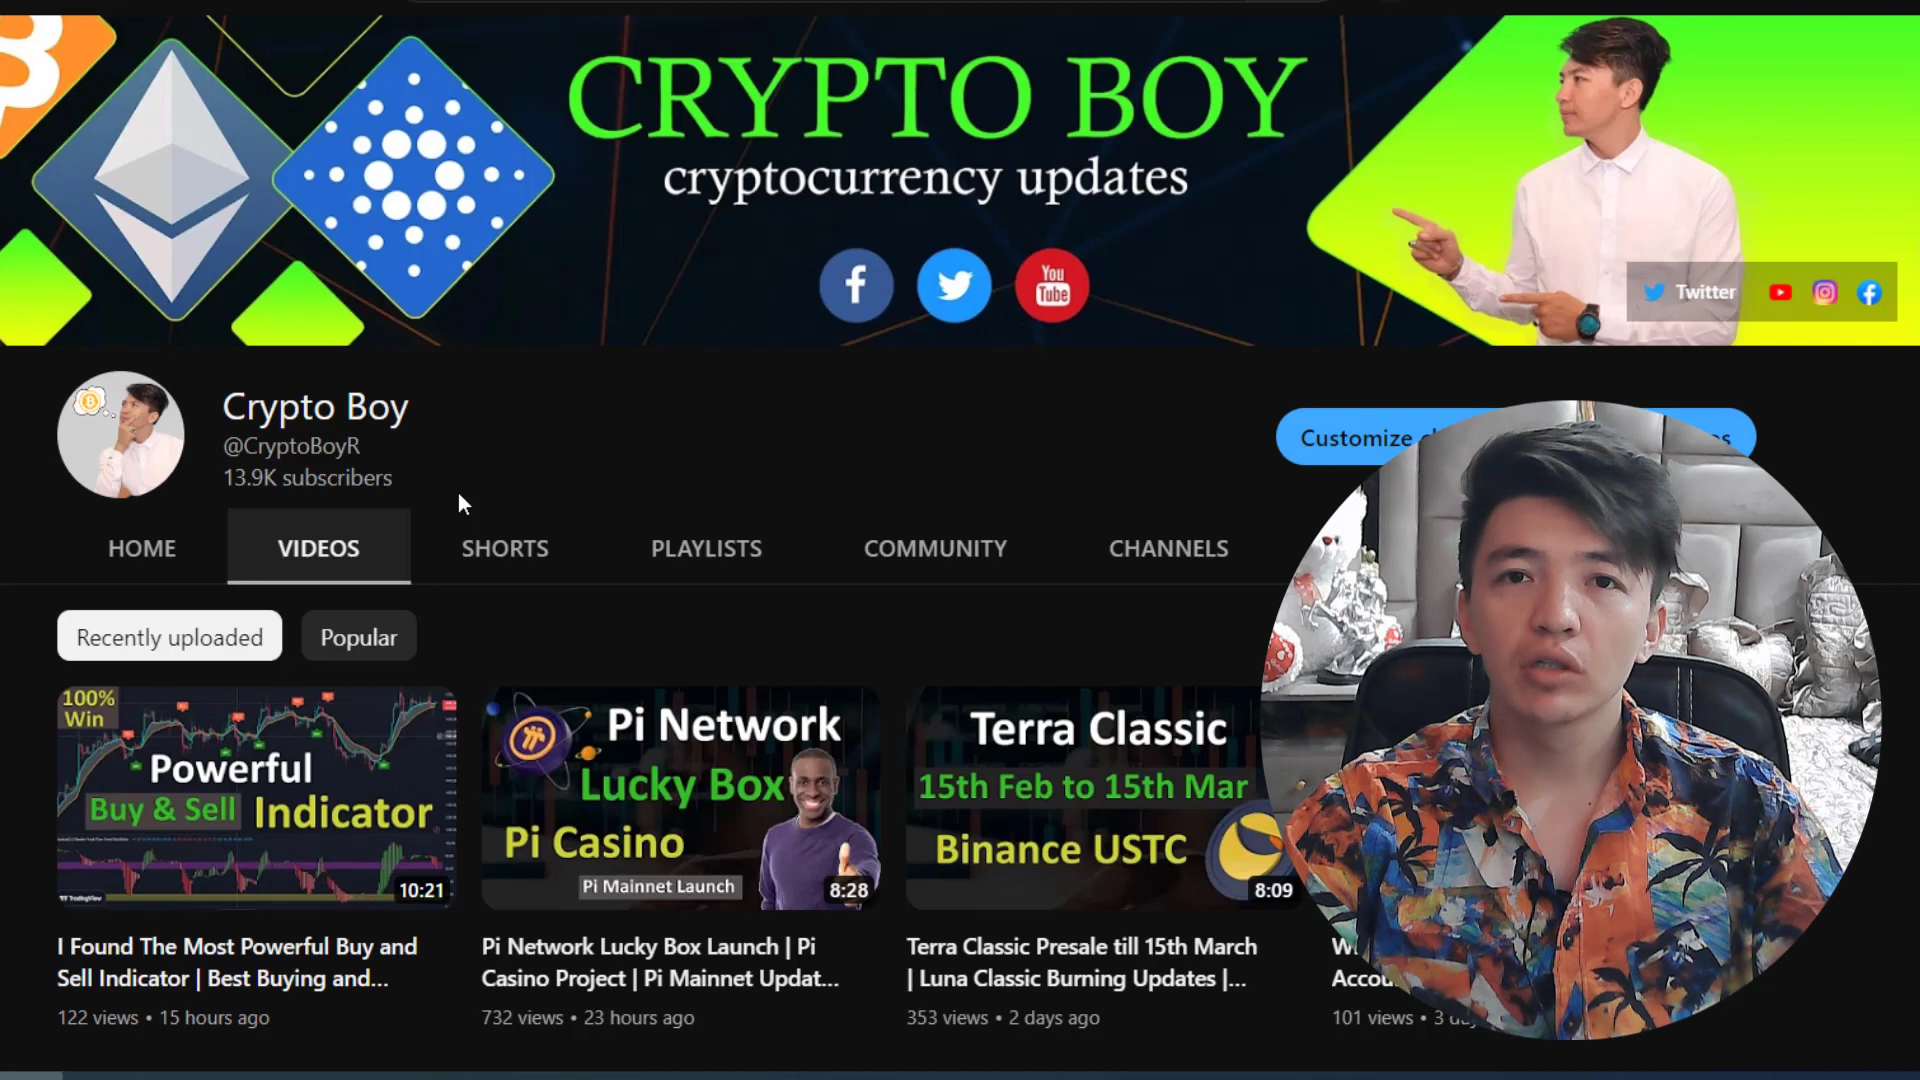 CRYPTO BOY
cryptocurrency updates
You
Tube
Twitter
Crypto Boy
@CryptoBoyR
13.9K subscribers
Customize
HOME
VIDEOS
SHORTS
PLAYLISTS
COMMUNITY
CHANNELS
Recently uploaded
Popular
100%
Win
Powerful
Buy & Sell Indicator
TradingView
10:21
Pi Network
Lucky Box
Pi Casino
Pi Mainnet Launch
8:28
Terra Classic
15th Feb to 15th Mar
Binance USTC
8:09
I Found The Most Powerful Buy and
Sell Indicator | Best Buying and...
122 views • 15 hours ago
Pi Network Lucky Box Launch | Pi
Casino Project | Pi Mainnet Updat...
732 views • 23 hours ago
Terra Classic Presale till 15th March
| Luna Classic Burning Updates |...
353 views • 2 days ago
101 views • 3